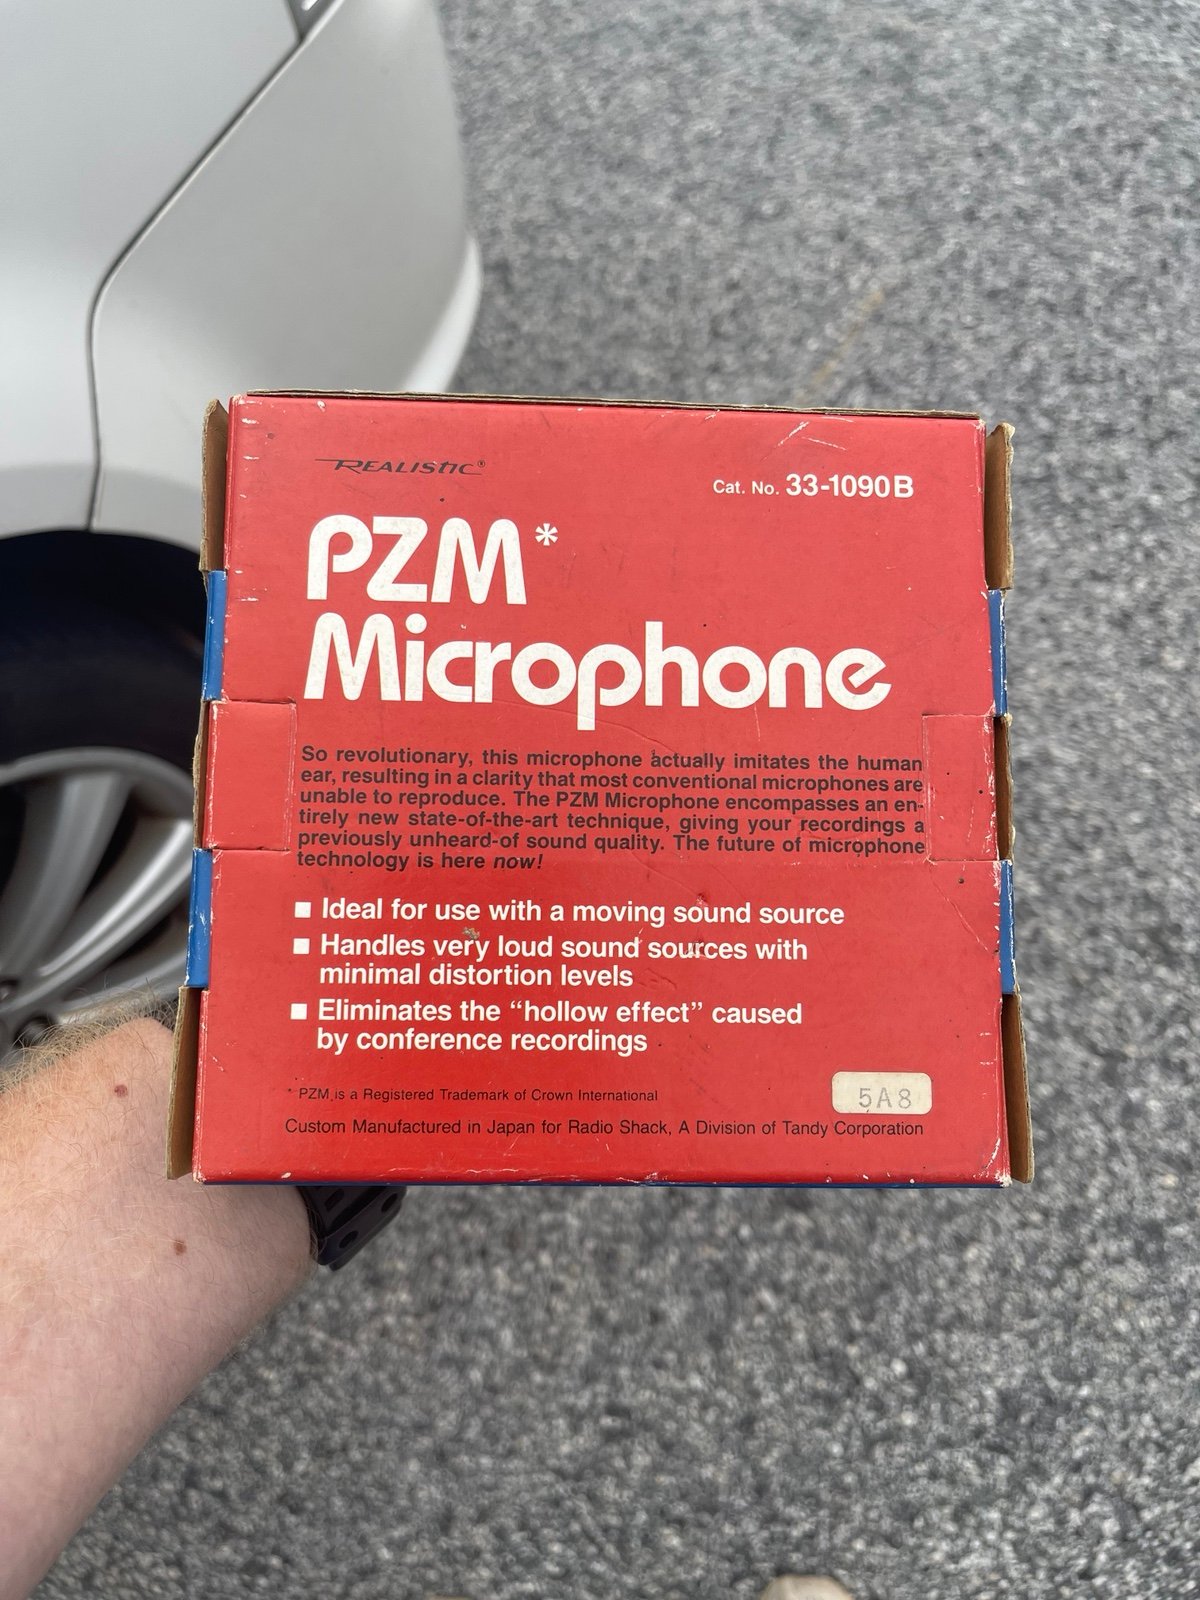 REALISTIC®
Cat. No. 33-1090B
PZM*
Microphone
So revolutionary, this microphone actually imitates the human
ear, resulting in a clarity that most conventional microphones are
unable to reproduce. The PZM Microphone encompasses an en-
tirely new state-of-the-art technique, giving your recordings a
previously unheard-of sound quality. The future of microphone
technology is here now!
■ Ideal for use with a moving sound source
■ Handles very loud sound sources with
minimal distortion levels
■ Eliminates the “hollow effect” caused
by conference recordings
* PZM is a Registered Trademark of Crown International
5A8
Custom Manufactured in Japan for Radio Shack, A Division of Tandy Corporation